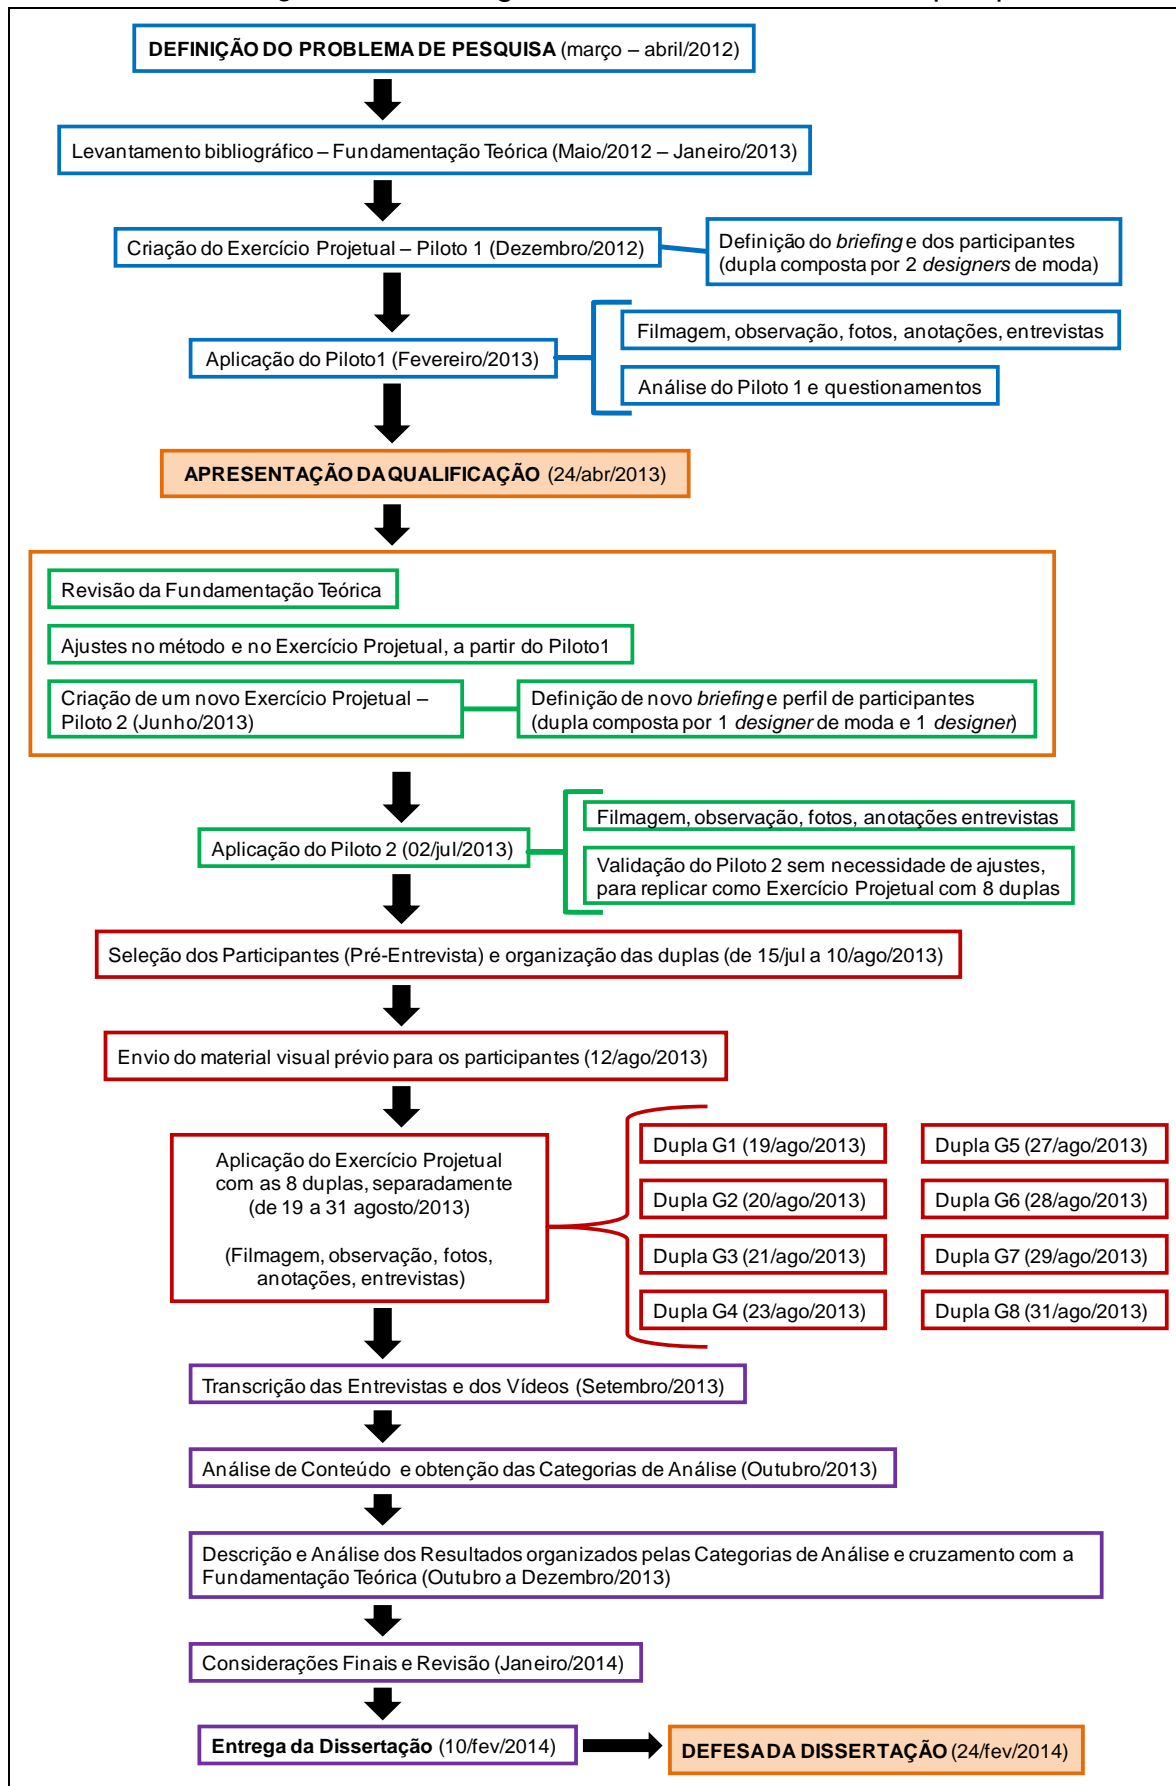 DEFINIÇÃO DO PROBLEMA DE PESQUISA (março – abril/2012)
Levantamento bibliográfico – Fundamentação Teórica (Maio/2012 – Janeiro/2013)
Criação do Exercício Projetual – Piloto 1 (Dezembro/2012)
Definição do briefing e dos participantes
(dupla composta por 2 designers de moda)
Aplicação do Piloto1 (Fevereiro/2013)
Filmagem, observação, fotos, anotações, entrevistas
Análise do Piloto 1 e questionamentos
APRESENTAÇÃO DA QUALIFICAÇÃO (24/abr/2013)
Revisão da Fundamentação Teórica
Ajustes no método e no Exercício Projetual, a partir do Piloto1
Criação de um novo Exercício Projetual –
Piloto 2 (Junho/2013)
Definição de novo briefing e perfil de participantes
(dupla composta por 1 designer de moda e 1 designer)
Aplicação do Piloto 2 (02/jul/2013)
Filmagem, observação, fotos, anotações entrevistas
Validação do Piloto 2 sem necessidade de ajustes,
para replicar como Exercício Projetual com 8 duplas
Seleção dos Participantes (Pré-Entrevista) e organização das duplas (de 15/jul a 10/ago/2013)
Envio do material visual prévio para os participantes (12/ago/2013)
Aplicação do Exercício Projetual
com as 8 duplas, separadamente
(de 19 a 31 agosto/2013)
(Filmagem, observação, fotos,
anotações, entrevistas)
Dupla G1 (19/ago/2013)
Dupla G2 (20/ago/2013)
Dupla G3 (21/ago/2013)
Dupla G4 (23/ago/2013)
Dupla G5 (27/ago/2013)
Dupla G6 (28/ago/2013)
Dupla G7 (29/ago/2013)
Dupla G8 (31/ago/2013)
Transcrição das Entrevistas e dos Vídeos (Setembro/2013)
Análise de Conteúdo e obtenção das Categorias de Análise (Outubro/2013)
Descrição e Análise dos Resultados organizados pelas Categorias de Análise e cruzamento com a
Fundamentação Teórica (Outubro a Dezembro/2013)
Considerações Finais e Revisão (Janeiro/2014)
Entrega da Dissertação (10/fev/2014)
DEFESA DA DISSERTAÇÃO (24/fev/2014)